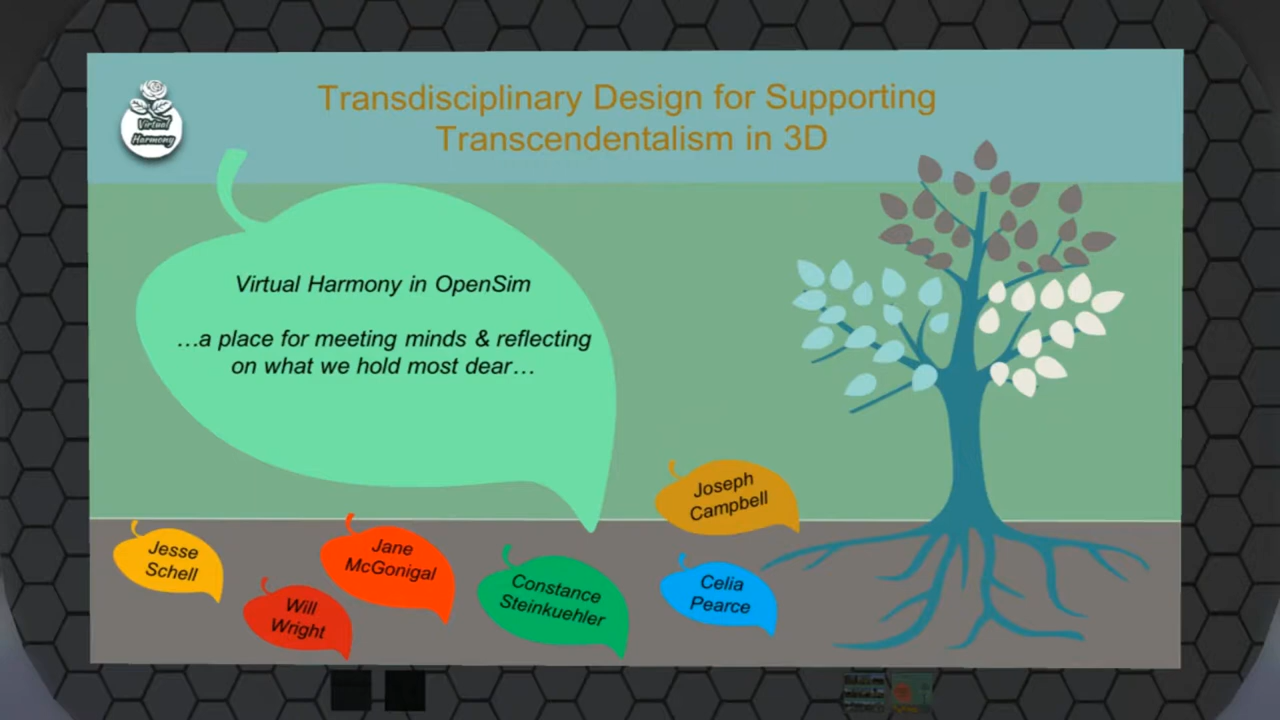 Transdisciplinary Design for Supporting
Transcendentalism in 3D
Virtual
Harmony
Virtual Harmony in OpenSim
…a place for meeting minds & reflecting
on what we hold most dear…
Joseph
Campbell
Jesse
Schell
Jane
McGonigal
Will
Wright
Constance
Steinkuehler
Celia
Pearce